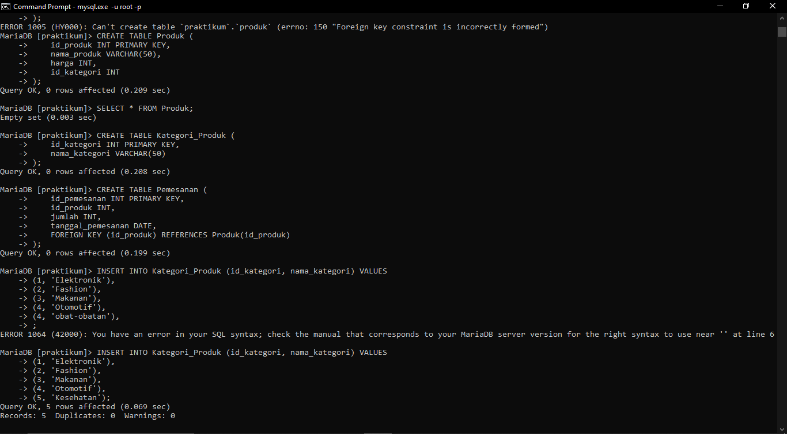 Command Prompt - mysql.exe -u root -p
    -> );
ERROR 1005 (HY000): Can't create table `praktikum`.`produk` (errno: 150 "Foreign key constraint is incorrectly formed")
MariaDB [praktikum]> CREATE TABLE Produk (
    ->     id_produk INT PRIMARY KEY,
    ->     nama_produk VARCHAR(50),
    ->     harga INT,
    ->     id_kategori INT
    -> );
Query OK, 0 rows affected (0.209 sec)
MariaDB [praktikum]> SELECT * FROM Produk;
Empty set (0.003 sec)
MariaDB [praktikum]> CREATE TABLE Kategori_Produk (
    ->     id_kategori INT PRIMARY KEY,
    ->     nama_kategori VARCHAR(50)
    -> );
Query OK, 0 rows affected (0.208 sec)
MariaDB [praktikum]> CREATE TABLE Pemesanan (
    ->     id_pemesanan INT PRIMARY KEY,
    ->     id_produk INT,
    ->     jumlah INT,
    ->     tanggal_pemesanan DATE,
    ->     FOREIGN KEY (id_produk) REFERENCES Produk(id_produk)
    -> );
Query OK, 0 rows affected (0.199 sec)
MariaDB [praktikum]> INSERT INTO Kategori_Produk (id_kategori, nama_kategori) VALUES
    -> (1, 'Elektronik'),
    -> (2, 'Fashion'),
    -> (3, 'Makanan'),
    -> (4, 'Otomotif'),
    -> (4, 'obat-obatan'),
    -> ;
ERROR 1064 (42000): You have an error in your SQL syntax; check the manual that corresponds to your MariaDB server version for the right syntax to use near '' at line 6
MariaDB [praktikum]> INSERT INTO Kategori_Produk (id_kategori, nama_kategori) VALUES
    -> (1, 'Elektronik'),
    -> (2, 'Fashion'),
    -> (3, 'Makanan'),
    -> (4, 'Otomotif'),
    -> (5, 'Kesehatan');
Query OK, 5 rows affected (0.069 sec)
Records: 5  Duplicates: 0  Warnings: 0